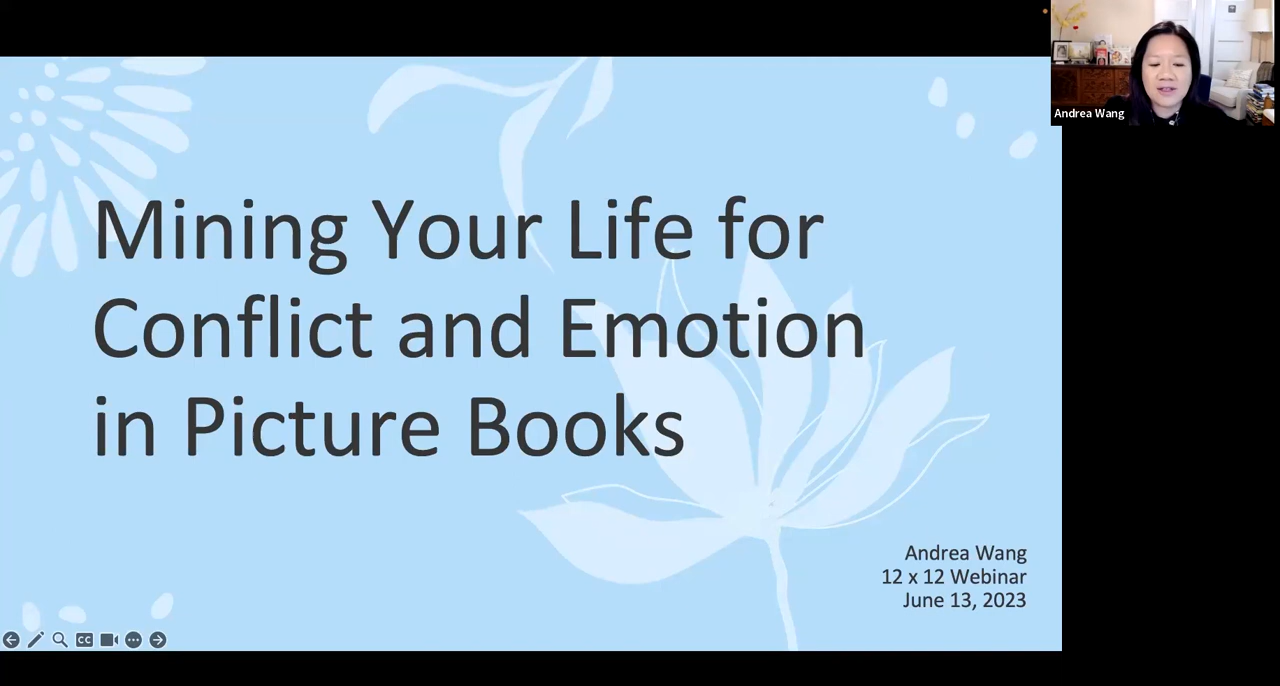 Andrea Wang
Mining Your Life for
Conflict and Emotion
in Picture Books
Andrea Wang
12 x 12 Webinar
June 13, 2023
CC